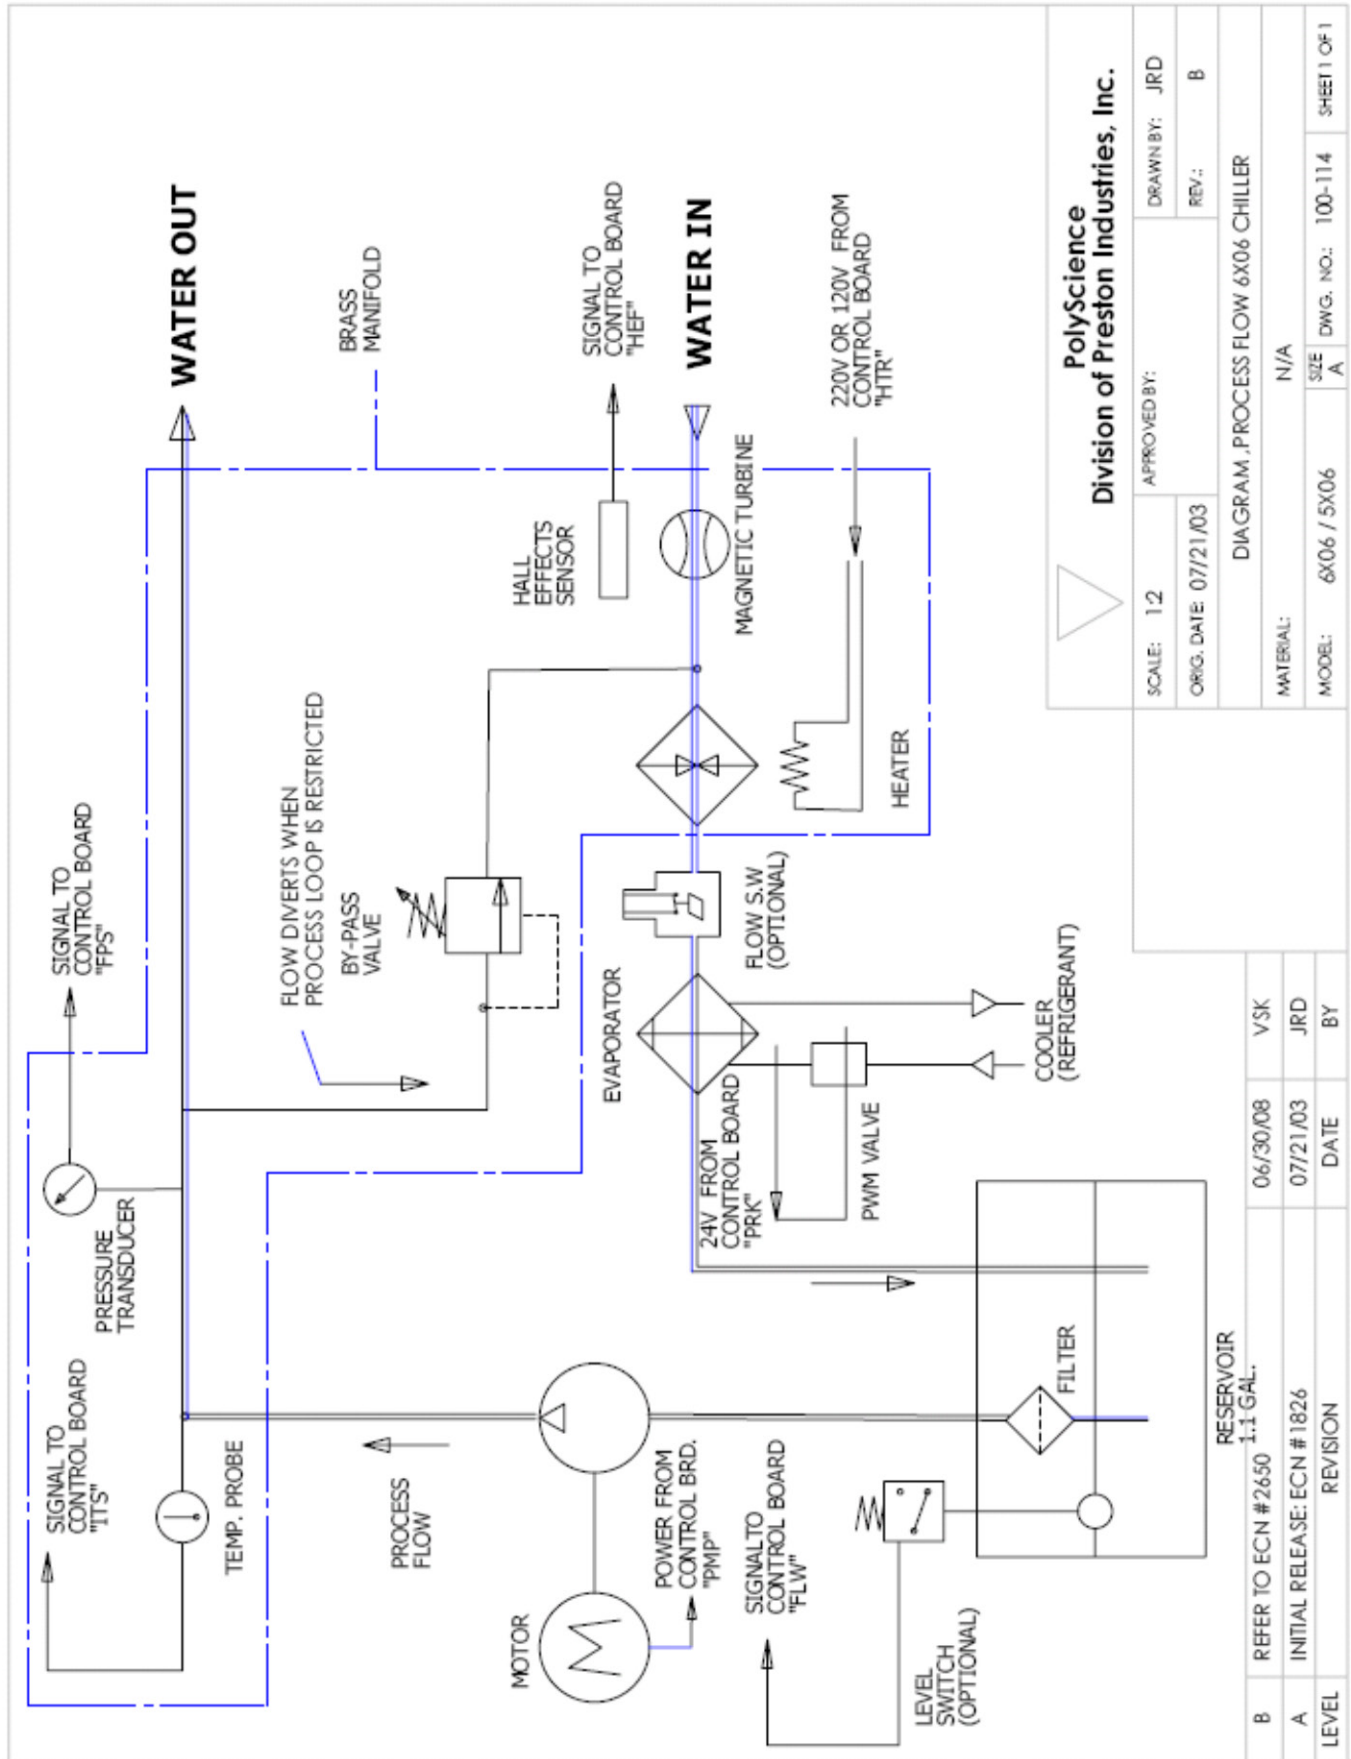 SIGNAL TO
CONTROL BOARD
"ITS"
TEMP. PROBE
PRESSURE
TRANSDUCER
SIGNAL TO
CONTROL BOARD
"FPS"
WATER OUT
BRASS
MANIFOLD
FLOW DIVERTS WHEN
PROCESS LOOP IS RESTRICTED
BY-PASS
VALVE
PROCESS
FLOW
HALL
EFFECTS
SENSOR
SIGNAL TO
CONTROL BOARD
"HEF"
WATER IN
MAGNETIC TURBINE
MOTOR
POWER FROM
CONTROL BRD.
"PMP"
EVAPORATOR
FLOW S.W
(OPTIONAL)
HEATER
220V OR 120V FROM
CONTROL BOARD
"HTR"
24V FROM
CONTROL BOARD
"PRK"
PWM VALVE
COOLER
(REFRIGERANT)
SIGNAL TO
CONTROL BOARD
"FLW"
LEVEL
SWITCH
(OPTIONAL)
FILTER
RESERVOIR
1.1 GAL.
B REFER TO ECN #2650 06/30/08 VSK
A INITIAL RELEASE: ECN #1826 07/21/03 JRD
LEVEL REVISION DATE BY
PolyScience
Division of Preston Industries, Inc.
SCALE: 1:2 APPROVED BY: DRAWN BY: JRD
ORIG. DATE: 07/21/03 REV.: B
DIAGRAM,PROCESS FLOW 6X06 CHILLER
MATERIAL: N/A
MODEL: 6X06 / 5X06 SIZE A DWG. NO.: 100-114 SHEET 1 OF 1